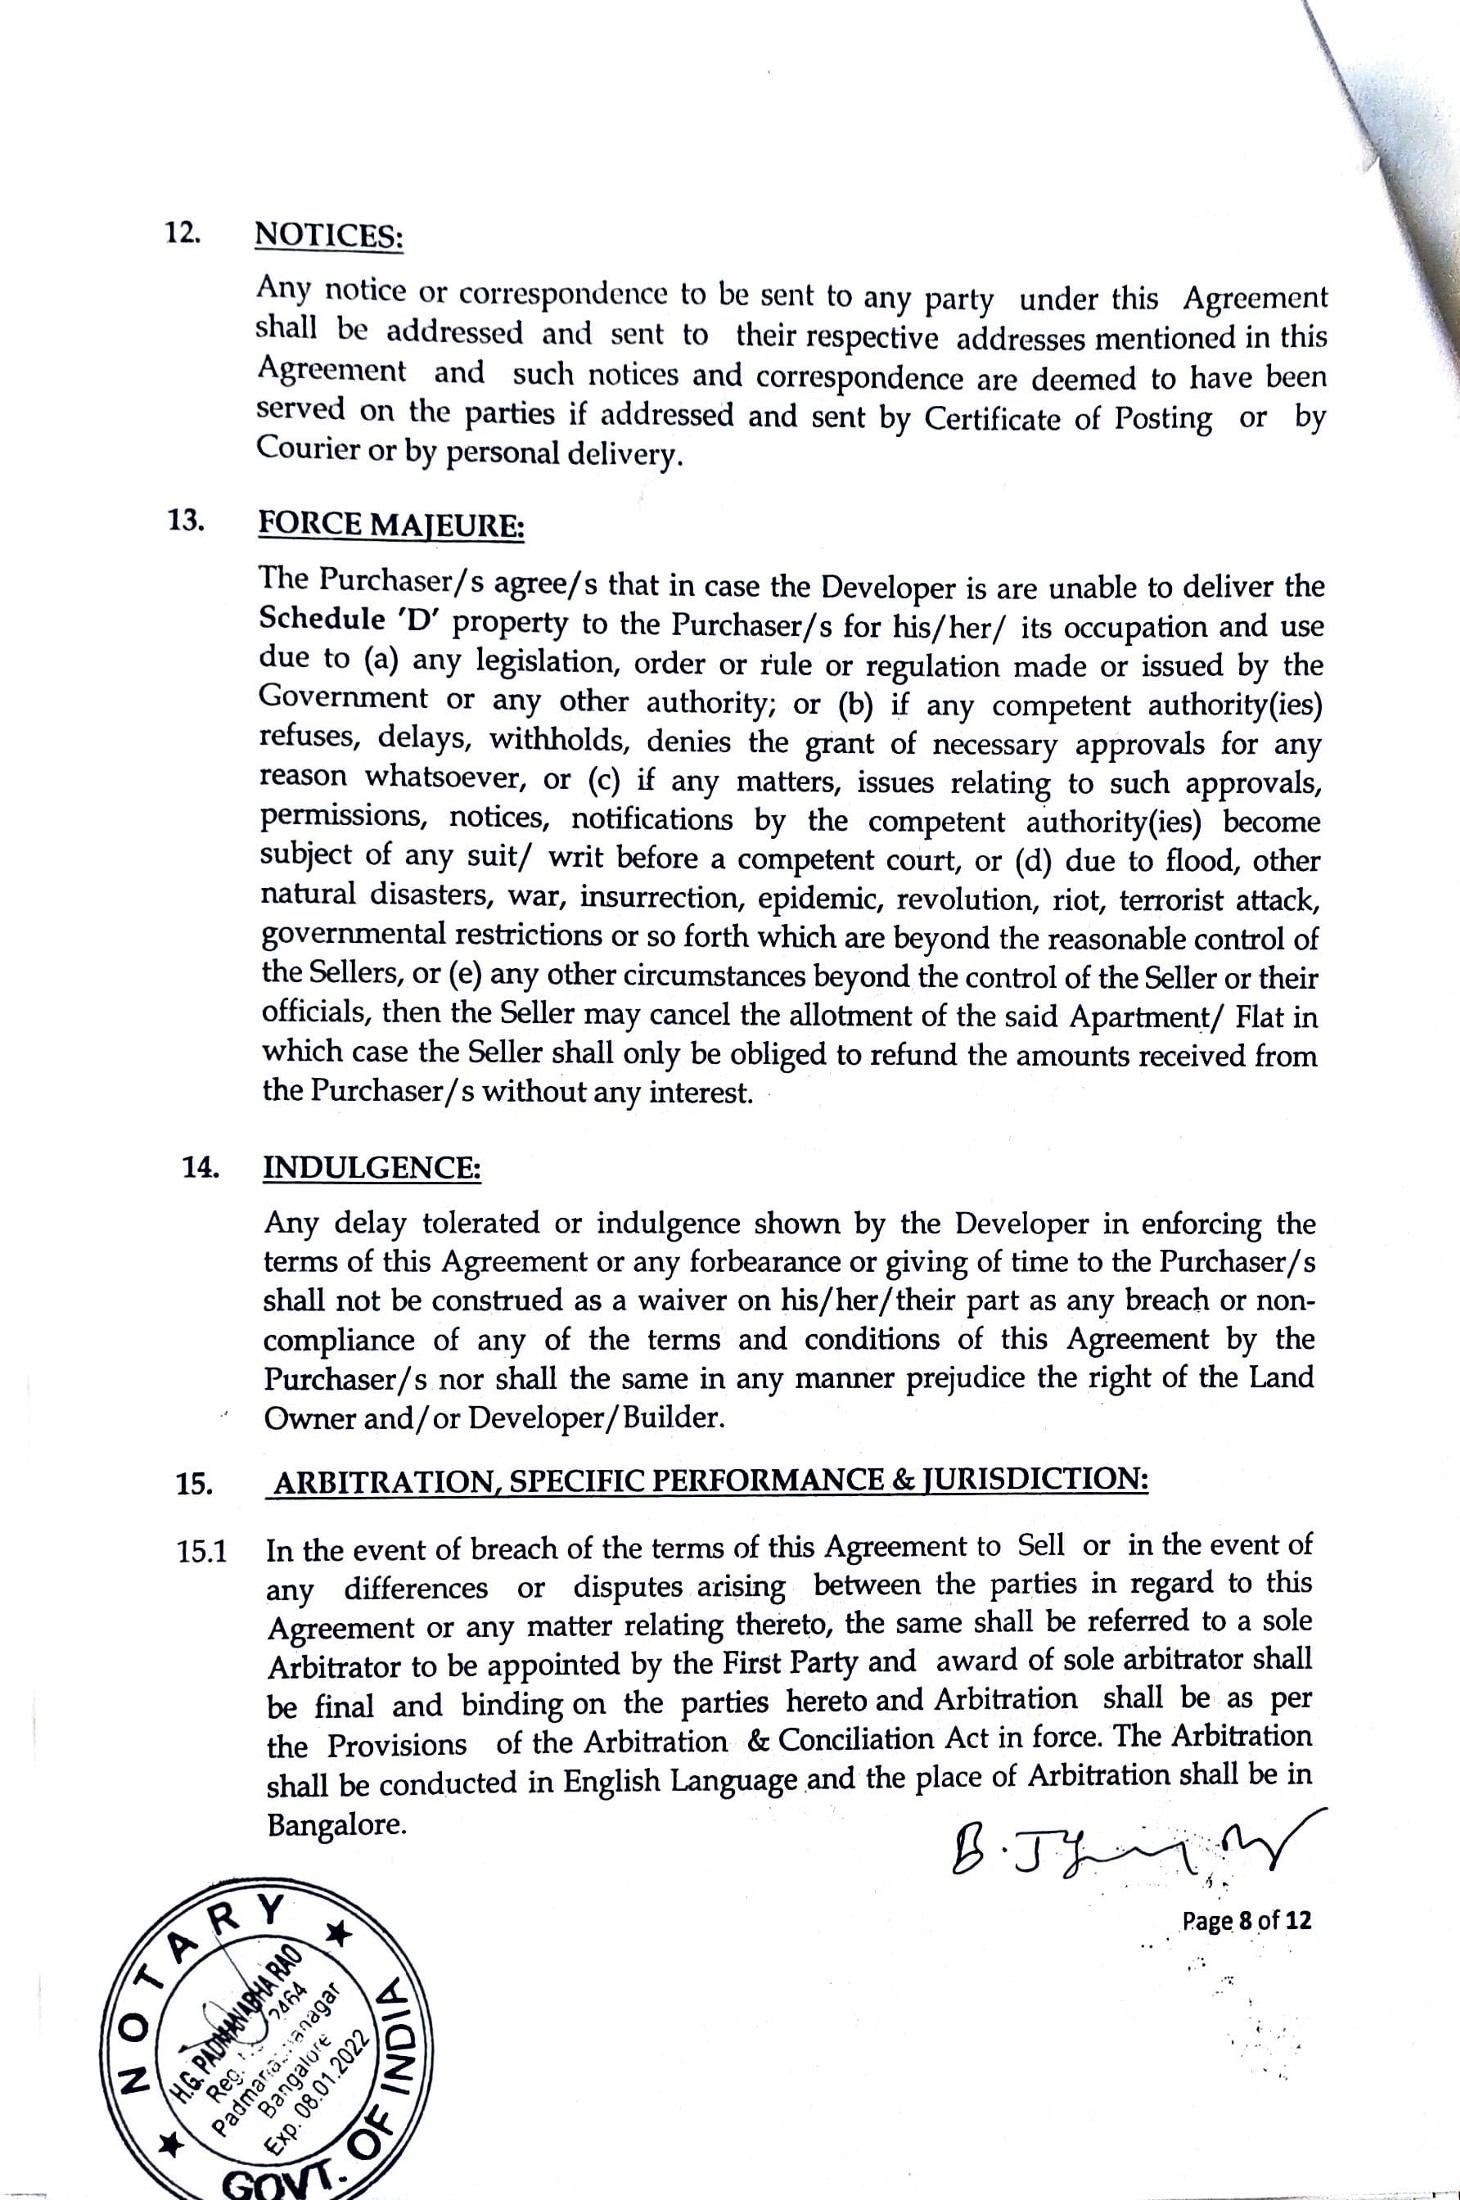 12. NOTICES:
Any notice or correspondence to be sent to any party under this Agreement
shall be addressed and sent to their respective addresses mentioned in this
Agreement and such notices and correspondence are deemed to have been
served on the parties if addressed and sent by Certificate of Posting or by
Courier or by personal delivery.
13. FORCE MAJEURE:
The Purchaser/s agree/s that in case the Developer is are unable to deliver the
Schedule 'D' property to the Purchaser/s for his/her/ its occupation and use
due to (a) any legislation, order or rule or regulation made or issued by the
Government or any other authority; or (b) if any competent authority(ies)
refuses, delays, withholds, denies the grant of necessary approvals for any
reason whatsoever, or (c) if any matters, issues relating to such approvals,
permissions, notices, notifications by the competent authority(ies) become
subject of any suit/ writ before a competent court, or (d) due to flood, other
natural disasters, war, insurrection, epidemic, revolution, riot, terrorist attack,
governmental restrictions or so forth which are beyond the reasonable control of
the Sellers, or (e) any other circumstances beyond the control of the Seller or their
officials, then the Seller may cancel the allotment of the said Apartment/ Flat in
which case the Seller shall only be obliged to refund the amounts received from
the Purchaser/s without any interest.
14. INDULGENCE:
Any delay tolerated or indulgence shown by the Developer in enforcing the
terms of this Agreement or any forbearance or giving of time to the Purchaser/s
shall not be construed as a waiver on his/her/their part as any breach or non-
compliance of any of the terms and conditions of this Agreement by the
Purchaser/s nor shall the same in any manner prejudice the right of the Land
Owner and/or Developer/Builder.
15. ARBITRATION, SPECIFIC PERFORMANCE & JURISDICTION:
15.1 In the event of breach of the terms of this Agreement to Sell or in the event of
any differences or disputes arising between the parties in regard to this
Agreement or any matter relating thereto, the same shall be referred to a sole
Arbitrator to be appointed by the First Party and award of sole arbitrator shall
be final and binding on the parties hereto and Arbitration shall be as per
the Provisions of the Arbitration & Conciliation Act in force. The Arbitration
shall be conducted in English Language and the place of Arbitration shall be in
Bangalore.
B.
Page 8 of 12
NOTARY
H.G. PADMANABHA RAO
Reg. 2464
Bangalore
Exp. 08.01.2022
GOVT. OF INDIA